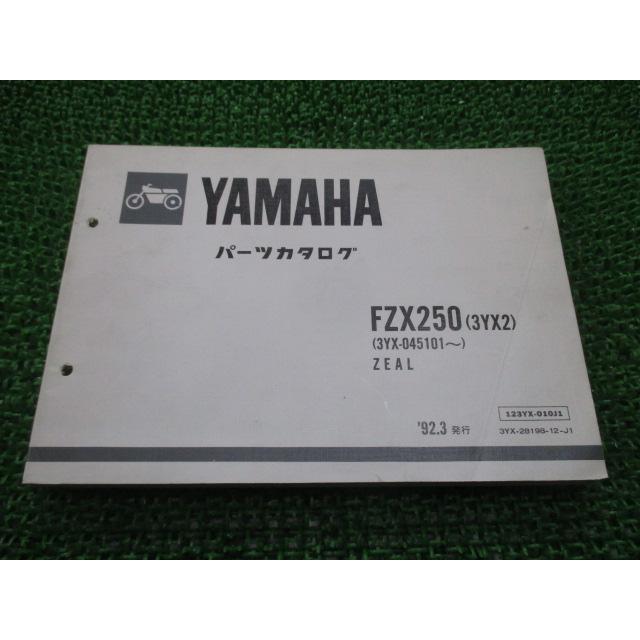 YAMAHA
パーツカタログ
FZX250 (3YX2)
(3YX-045101〜)
ZEAL
123YX-010J1
'92.3 発行
3YX-28198-12-J1